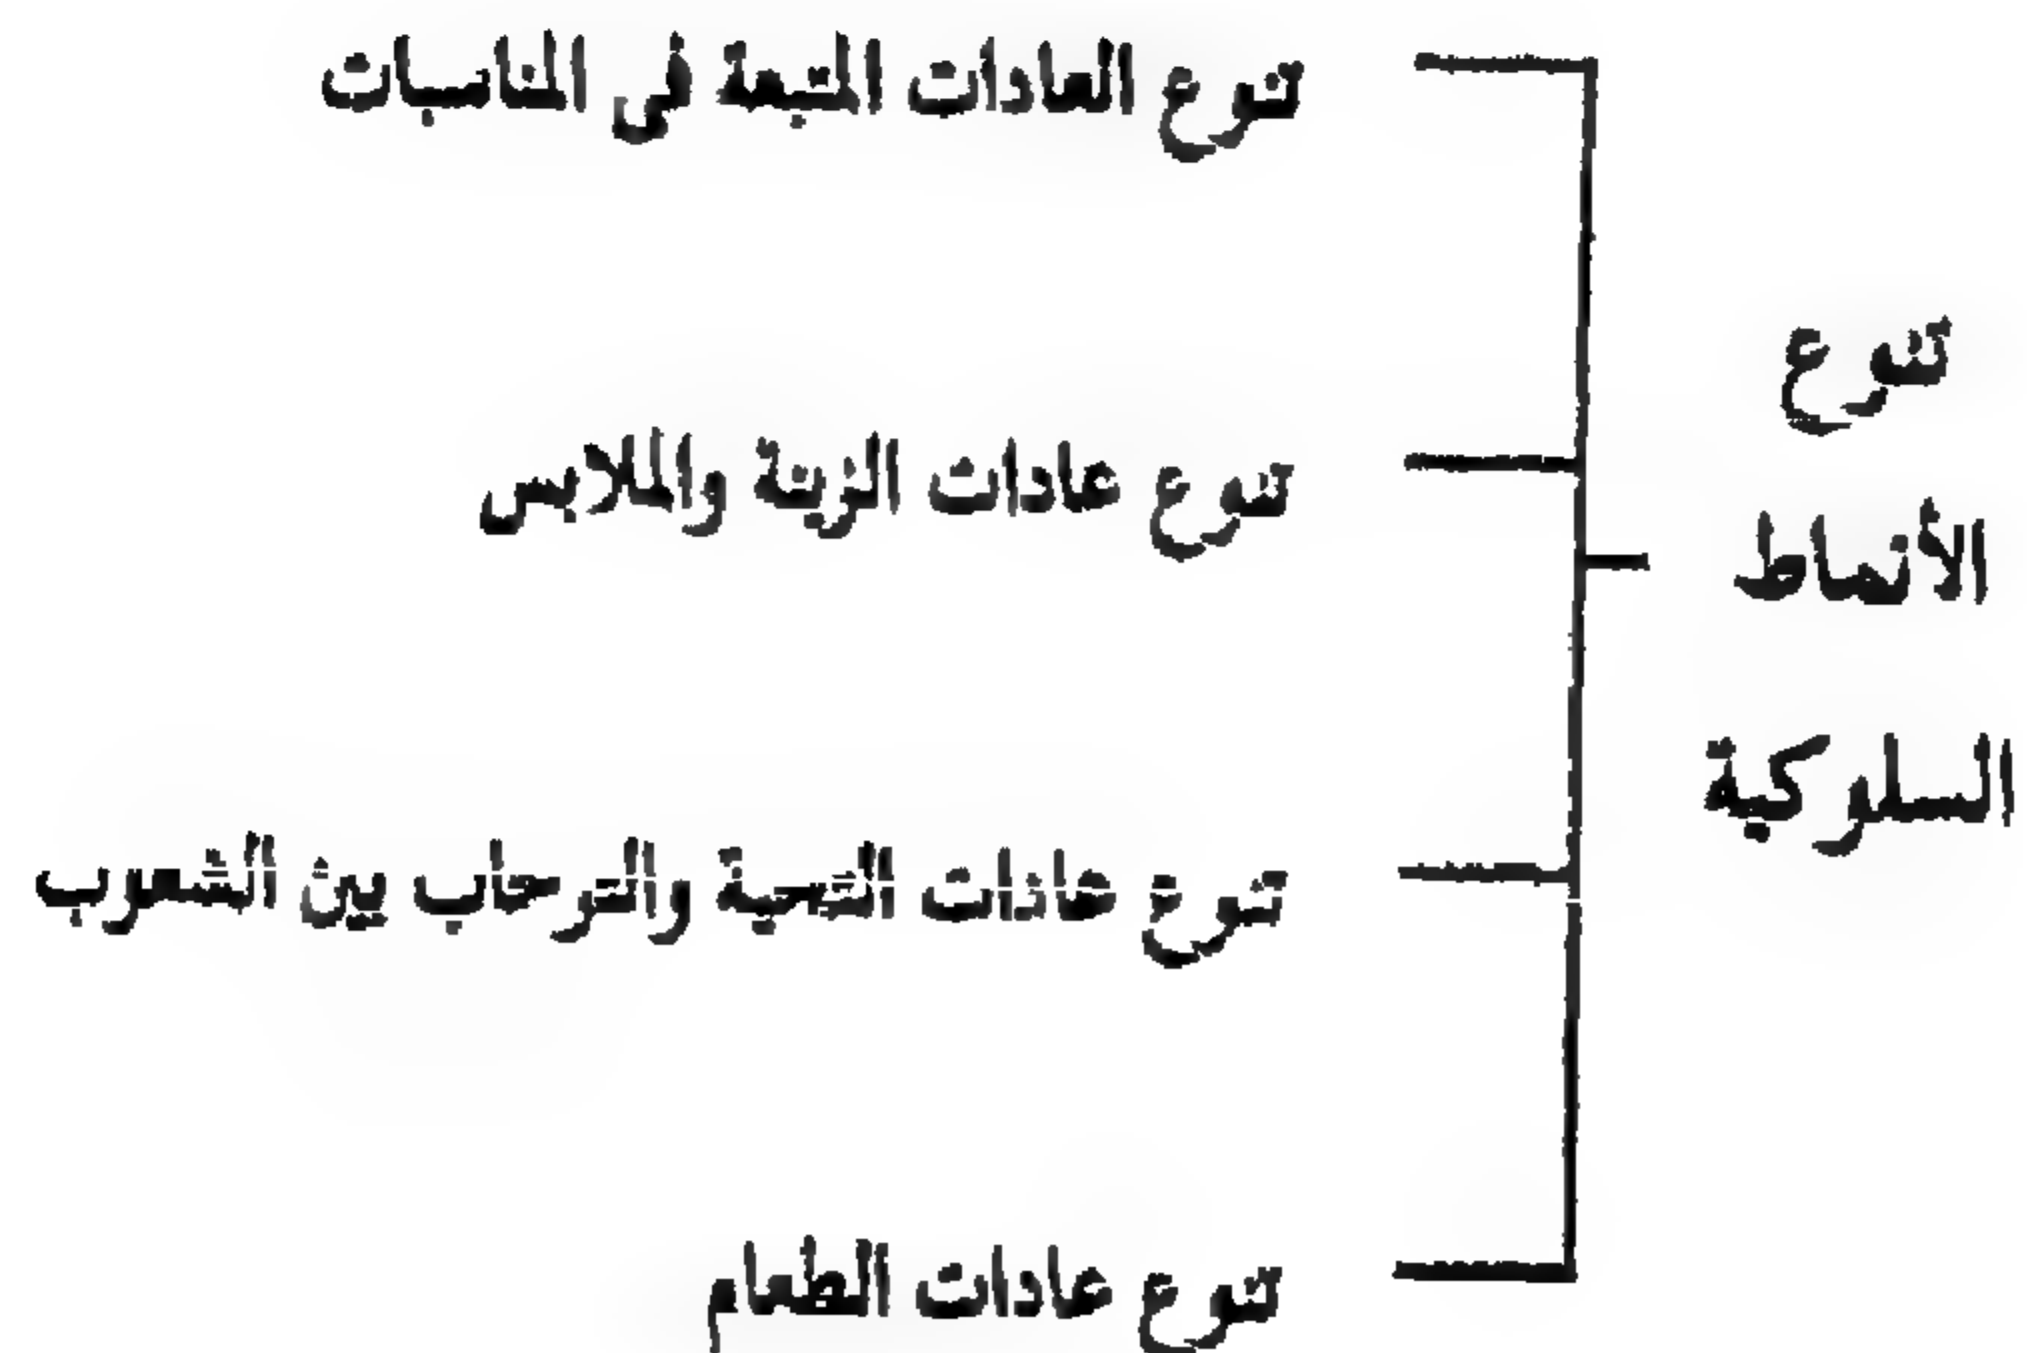 تنوع
الأنماط
السلوكية
تنوع العادات المتبعة فى المناسبات
تنوع عادات الزينة والملابس
تنوع عادات التحية والترحاب بين الشعوب
تنوع عادات الطعام